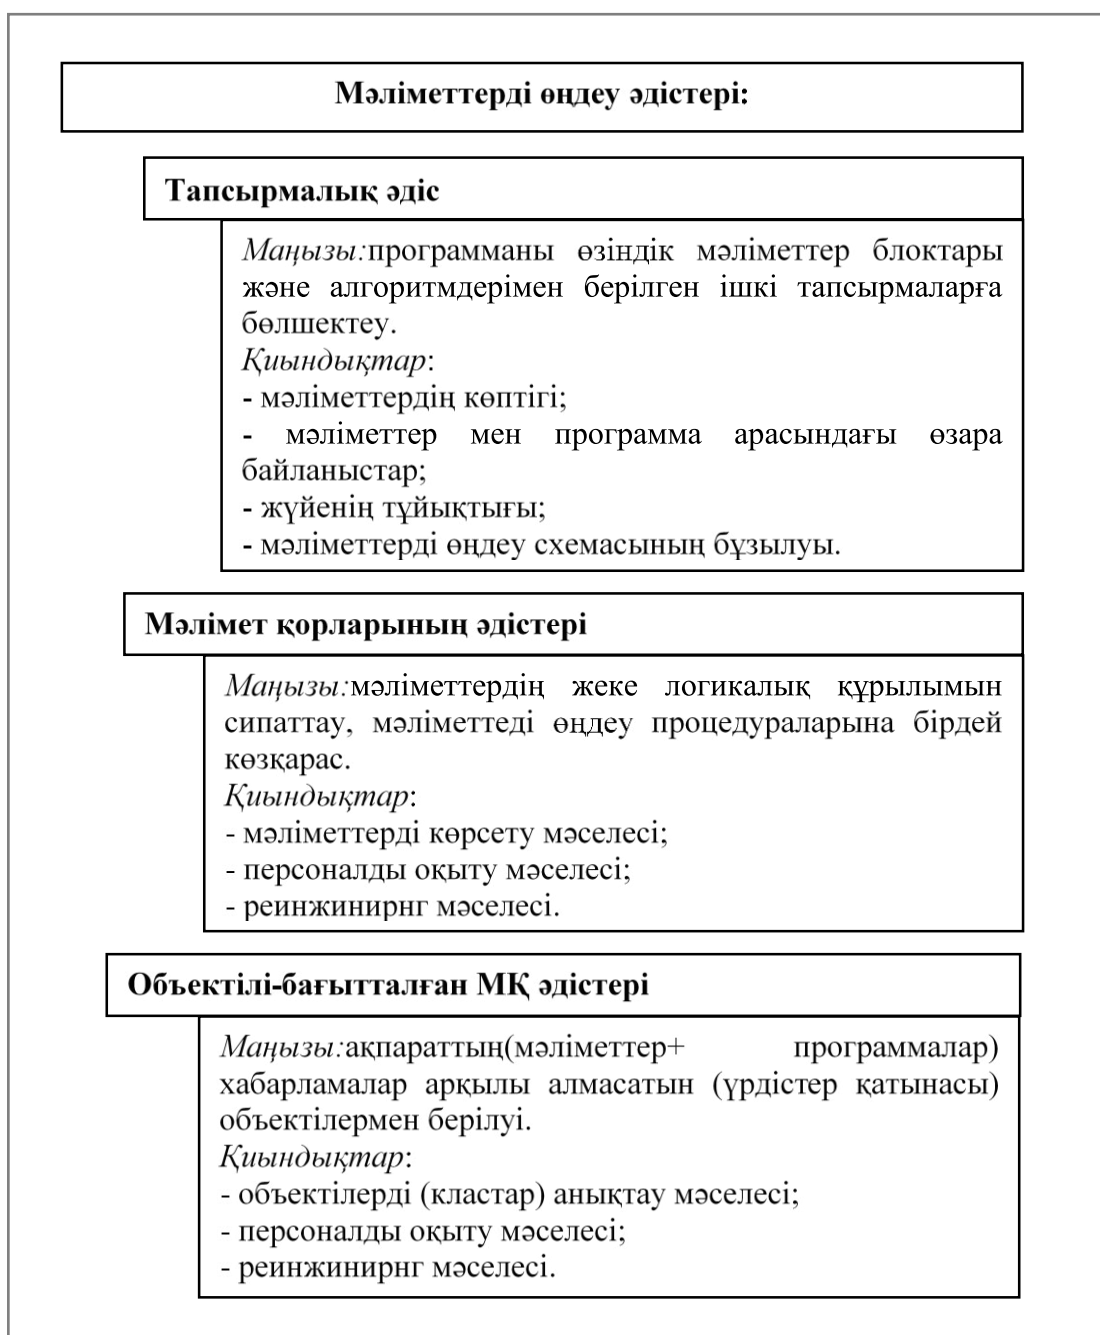 Мәліметтерді өңдеу әдістері:
Тапсырмалық әдіс
Маңызы:программаны өзіндік мәліметтер блоктары
және алгоритмдерімен берілген ішкі тапсырмаларға
бөлшектеу.
Қиындықтар:
- мәліметтердің көптігі;
- мәліметтер мен программа арасындағы өзара
байланыстар;
- жүйенің тұйықтығы;
- мәліметтерді өңдеу схемасының бұзылуы.
Мәлімет қорларының әдістері
Маңызы:мәліметтердің жеке логикалық құрылымын
сипаттау, мәліметтеді өңдеу процедураларына бірдей
көзқарас.
Қиындықтар:
- мәліметтерді көрсету мәселесі;
- персоналды оқыту мәселесі;
- реинжинирнг мәселесі.
Объектілі-бағытталған МҚ әдістері
Маңызы:ақпараттың(мәліметтер+ программалар)
хабарламалар арқылы алмасатын (үрдістер қатынасы)
объектілермен берілуі.
Қиындықтар:
- объектілерді (кластар) анықтау мәселесі;
- персоналды оқыту мәселесі;
- реинжинирнг мәселесі.